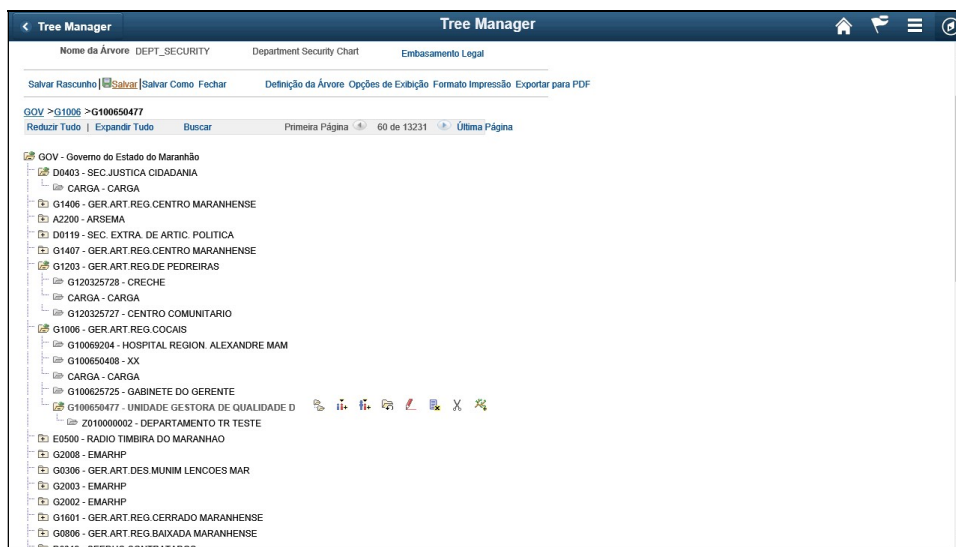 Tree Manager Tree Manager
Nome da Árvore DEPT_SECURITY Department Security Chart Embasamento Legal
Salvar Rascunho | Salvar | Salvar Como Fechar Definição da Árvore Opções de Exibição Formato Impressão Exportar para PDF
GOV >G1006 >G100650477
Reduzir Tudo | Expandir Tudo Buscar Primeira Página 60 de 13231 Última Página
GOV - Governo do Estado do Maranhão
D0403 - SEC.JUSTICA CIDADANIA
CARGA - CARGA
G1406 - GER.ART.REG.CENTRO MARANHENSE
A2200 - ARSEMA
D0119 - SEC. EXTRA. DE ARTIC. POLITICA
G1407 - GER.ART.REG.CENTRO MARANHENSE
G1203 - GER.ART.REG.DE PEDREIRAS
G120325728 - CRECHE
CARGA - CARGA
G120325727 - CENTRO COMUNITARIO
G1006 - GER.ART.REG.COCAIS
G10069204 - HOSPITAL REGION. ALEXANDRE MAM
G100650408 - XX
CARGA - CARGA
G100625725 - GABINETE DO GERENTE
G100650477 - UNIDADE GESTORA DE QUALIDADE D
Z010000002 - DEPARTAMENTO TR TESTE
E0500 - RADIO TIMBIRA DO MARANHAO
G2008 - EMARHP
G0306 - GER.ART.DES.MUNIM LENCOES MAR
G2003 - EMARHP
G2002 - EMARHP
G1601 - GER.ART.REG.CERRADO MARANHENSE
G0806 - GER.ART.REG.BAIXADA MARANHENSE